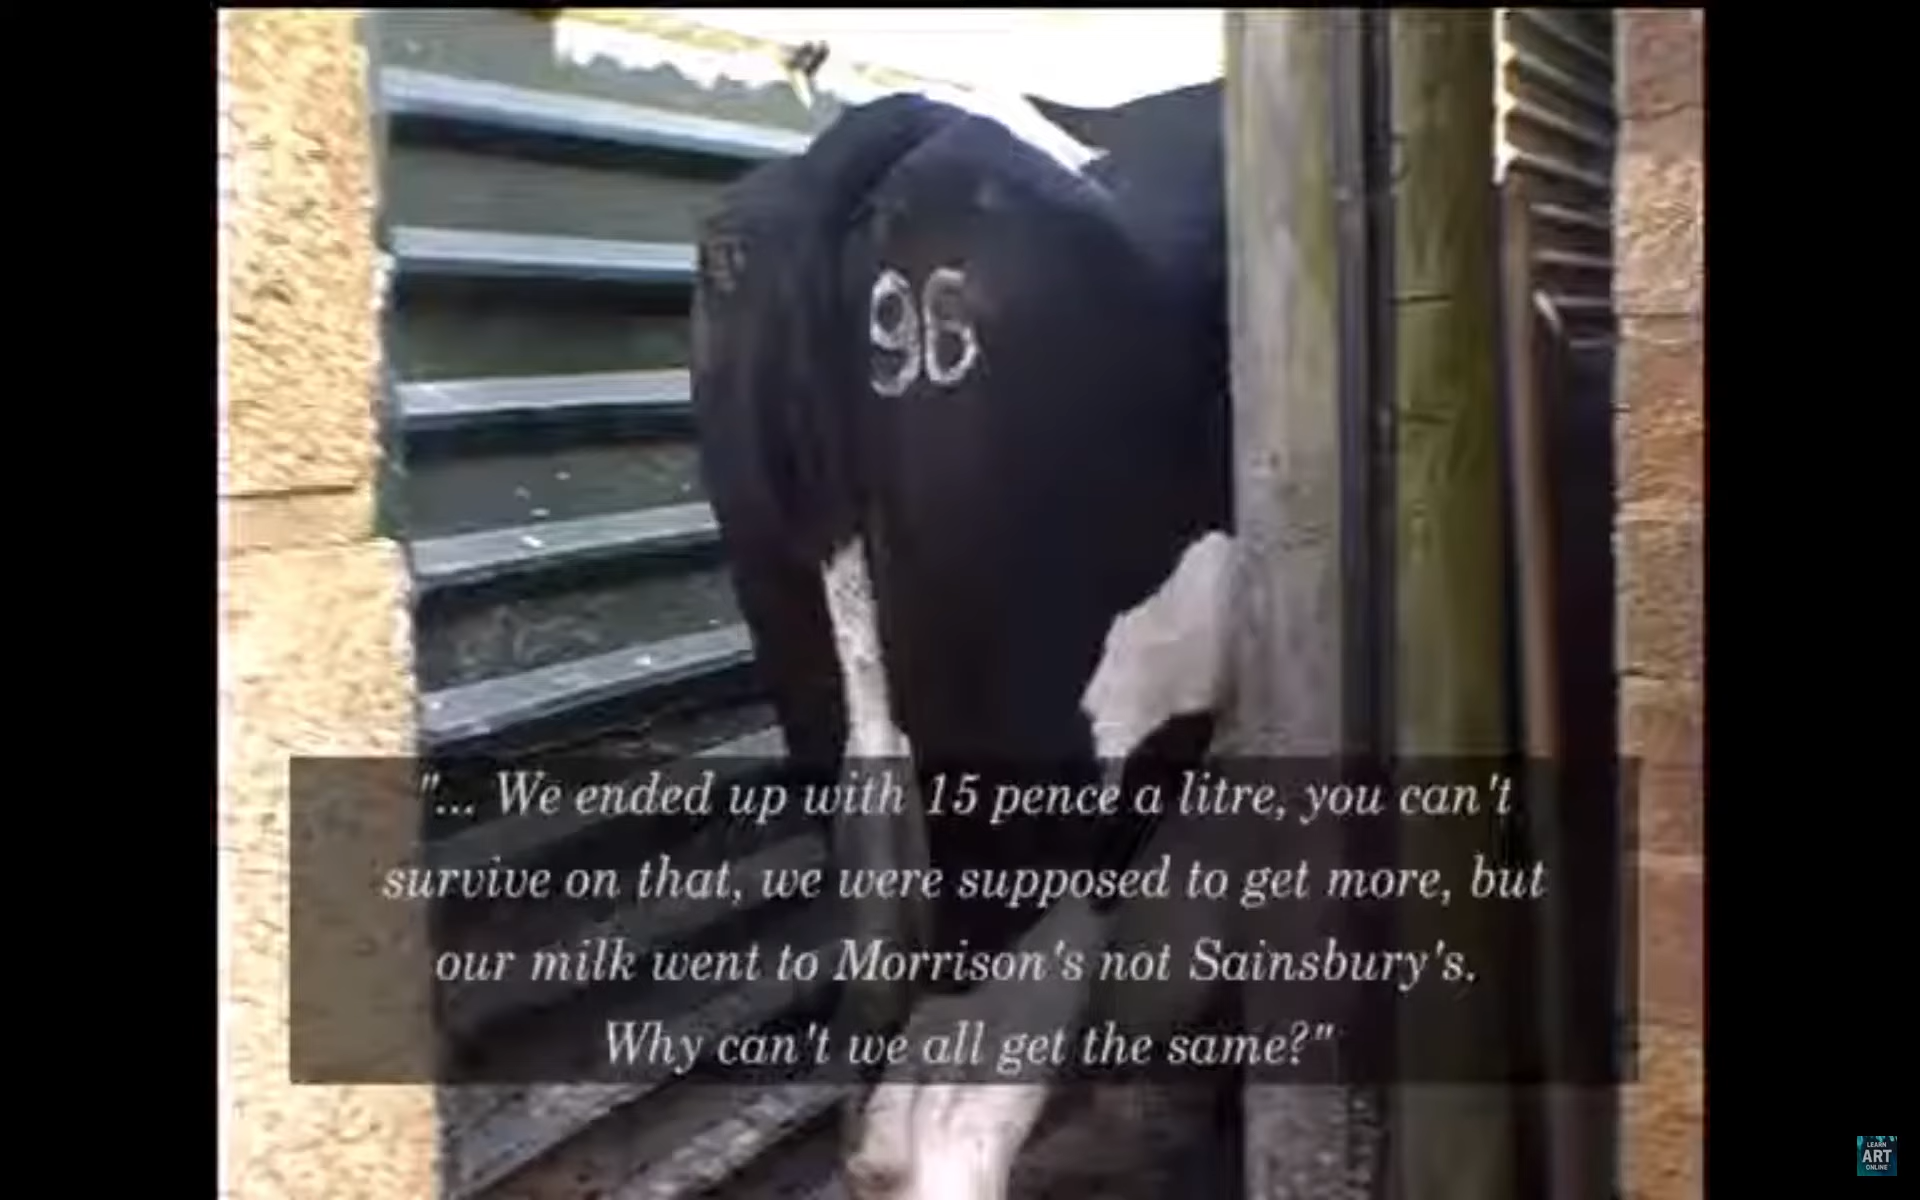 96
"... We ended up with 15 pence a litre, you can't
survive on that, we were supposed to get more, but
our milk went to Morrison's not Sainsbury's.
Why can't we all get the same?"
LEARN
ART
ONLINE